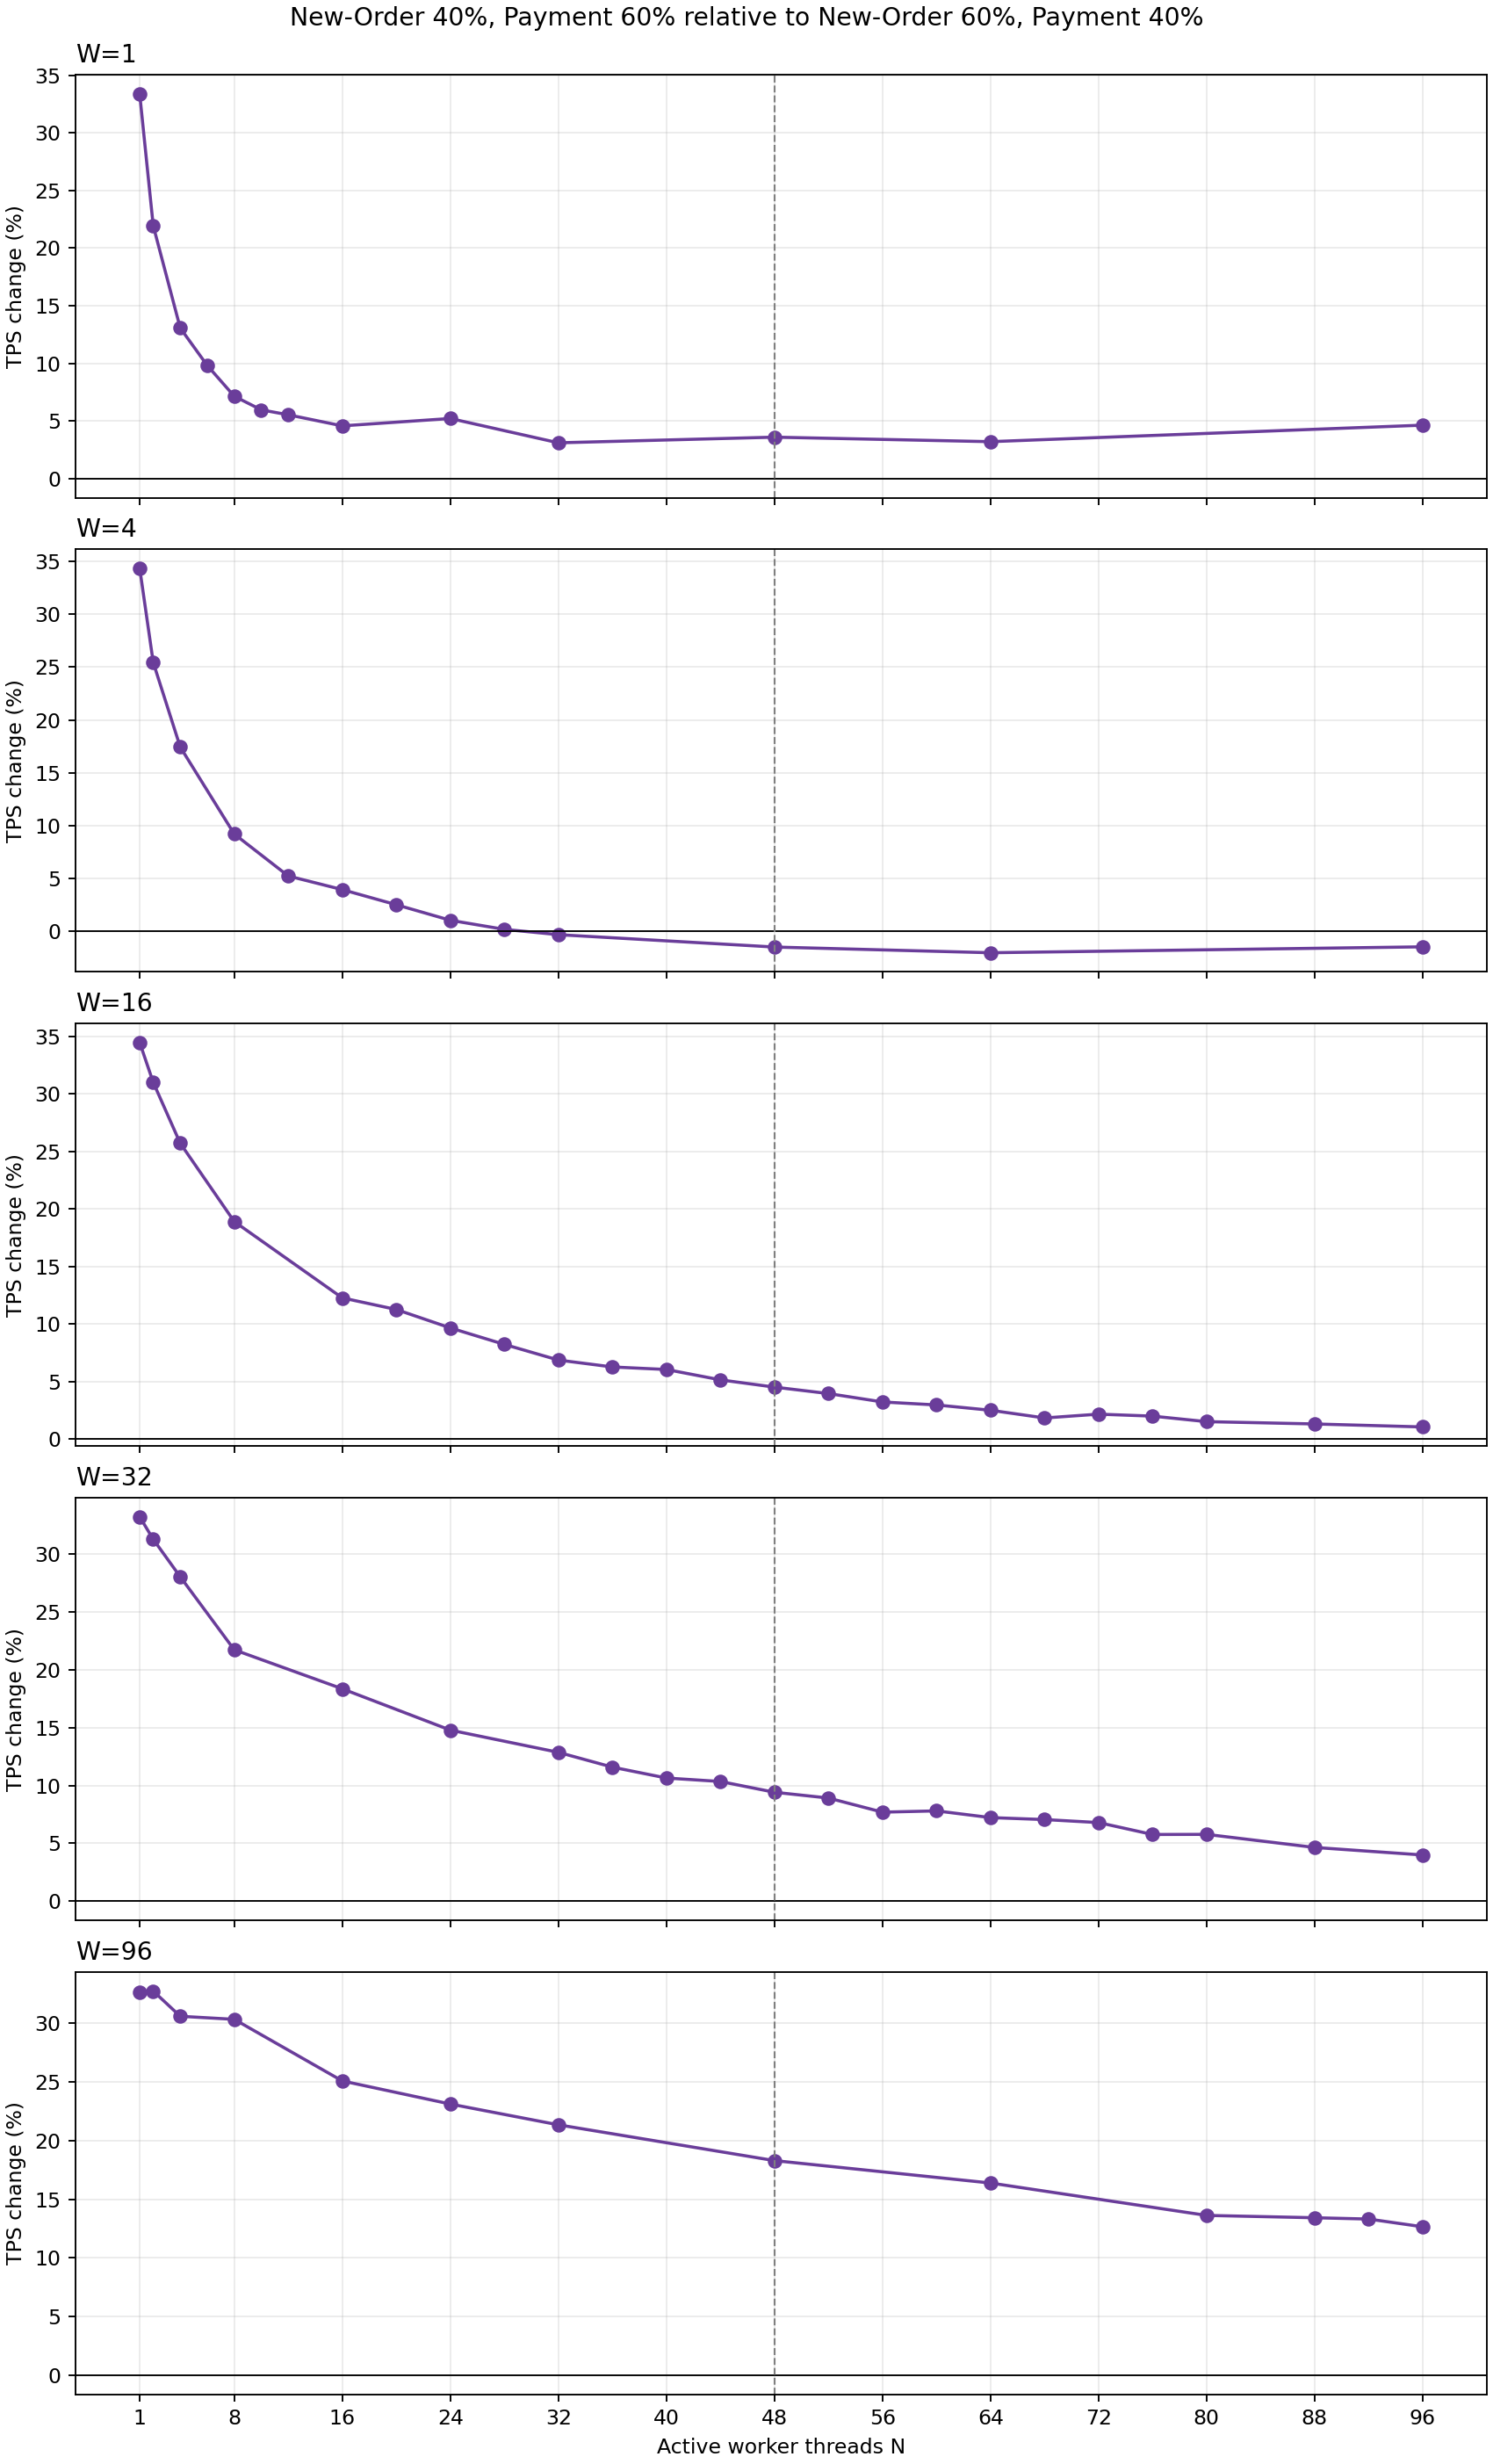 New-Order 40%, Payment 60% relative to New-Order 60%, Payment 40%
W=1
TPS change (%)
35
30
25
20
15
10
5
0
W=4
TPS change (%)
35
30
25
20
15
10
5
0
W=16
TPS change (%)
35
30
25
20
15
10
5
0
W=32
TPS change (%)
30
25
20
15
10
5
0
W=96
TPS change (%)
30
25
20
15
10
5
0
1 8 16 24 32 40 48 56 64 72 80 88 96
Active worker threads N